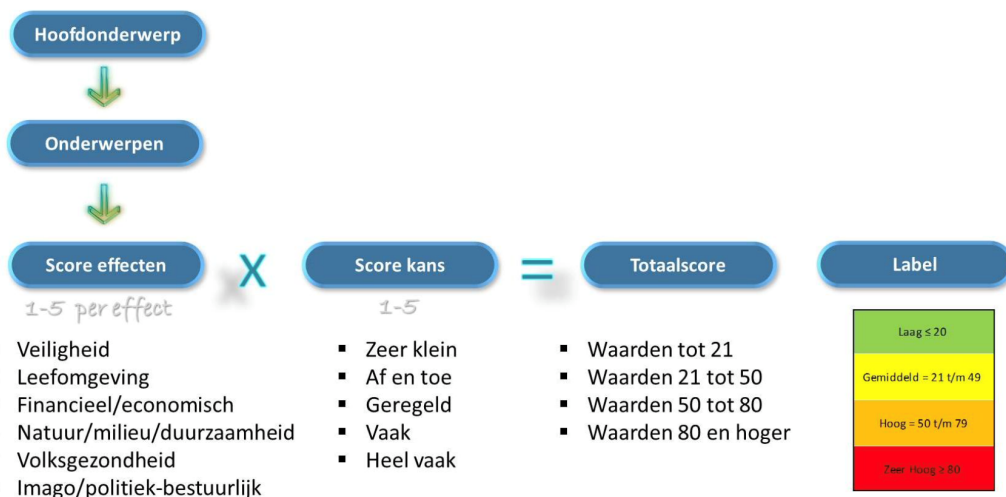 Hoofdonderwerp
Onderwerpen
Score effecten
X
Score kans
=
Totaalscore
Label
1-5 per effect
1-5
Veiligheid
Leefomgeving
Financieel/economisch
Natuur/milieu/duurzaamheid
Volksgezondheid
Imago/politiek-bestuurlijk
▪ Zeer klein
▪ Af en toe
▪ Geregeld
▪ Vaak
▪ Heel vaak
▪ Waarden tot 21
▪ Waarden 21 tot 50
▪ Waarden 50 tot 80
▪ Waarden 80 en hoger
Laag ≤ 20
Gemiddeld = 21 t/m 49
Hoog = 50 t/m 79
Zeer Hoog ≥ 80